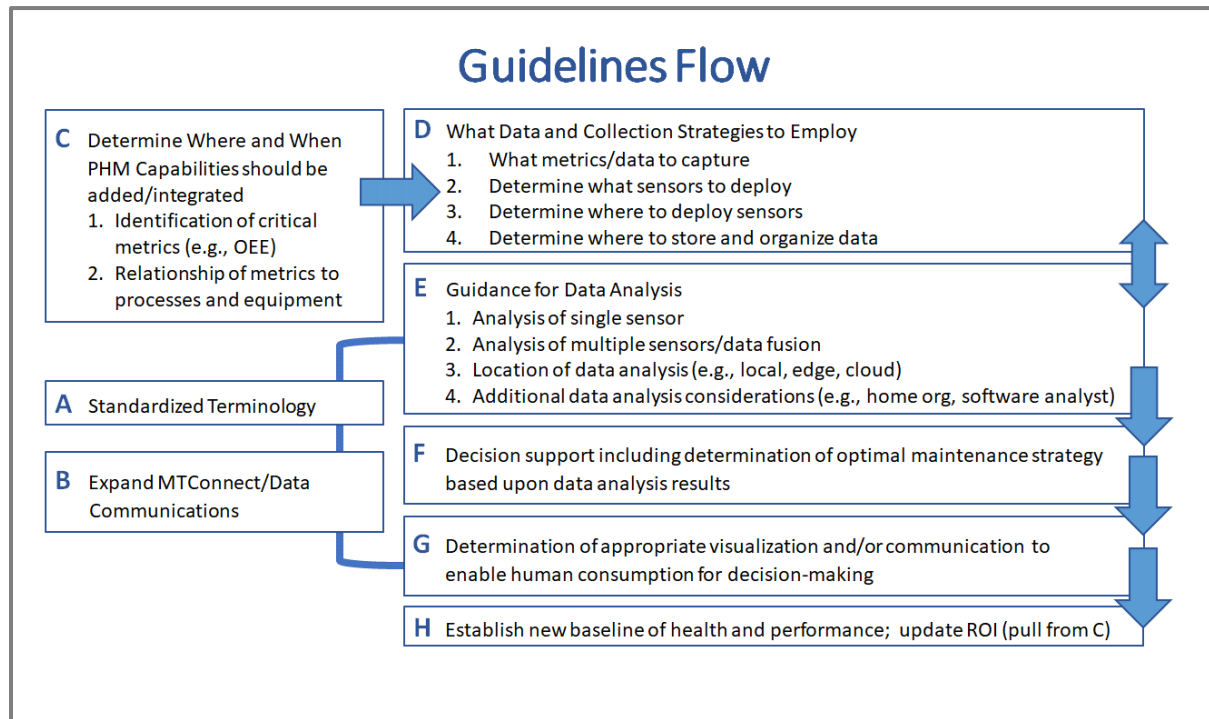 Guidelines Flow
C Determine Where and When
PHM Capabilities should be
added/integrated
1. Identification of critical
metrics (e.g., OEE)
2. Relationship of metrics to
processes and equipment
D What Data and Collection Strategies to Employ
1. What metrics/data to capture
2. Determine what sensors to deploy
3. Determine where to deploy sensors
4. Determine where to store and organize data
E Guidance for Data Analysis
1. Analysis of single sensor
2. Analysis of multiple sensors/data fusion
3. Location of data analysis (e.g., local, edge, cloud)
4. Additional data analysis considerations (e.g., home org, software analyst)
A Standardized Terminology
B Expand MTConnect/Data
Communications
F Decision support including determination of optimal maintenance strategy
based upon data analysis results
G Determination of appropriate visualization and/or communication to
enable human consumption for decision-making
H Establish new baseline of health and performance; update ROI (pull from C)